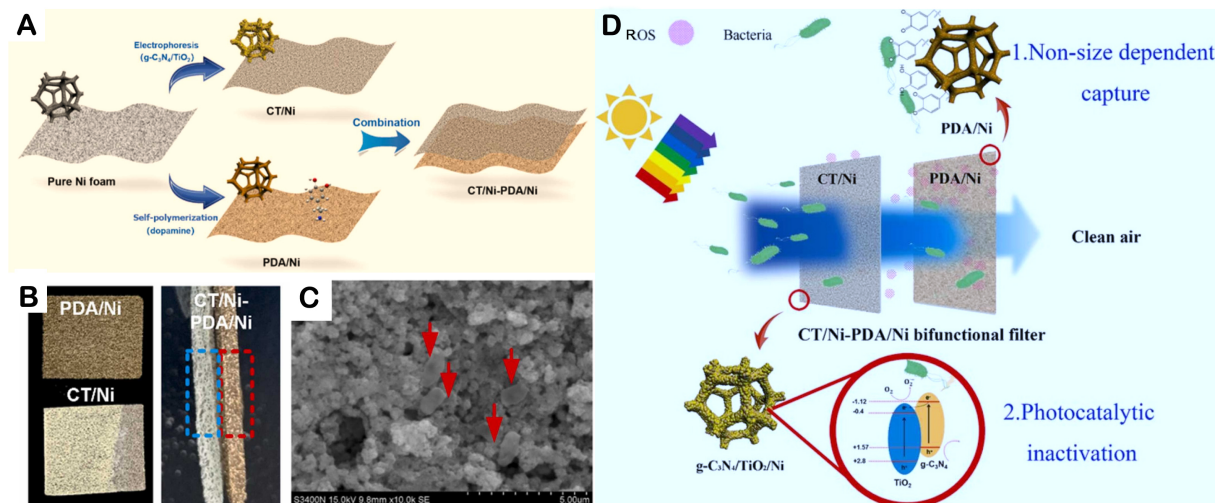 A
Electrophoresis
(g-C₃N₄/TiO₂)
CT/Ni
Combination
Pure Ni foam
CT/Ni-PDA/Ni
Self-polymerization
(dopamine)
PDA/Ni
B
PDA/Ni
CT/Ni
CT/Ni-
PDA/Ni
C
S3400N 15.0kV 9.8mm x10.0k SE
5.00um
D
ROS
Bacteria
1.Non-size dependent
capture
PDA/Ni
CT/Ni
PDA/Ni
Clean air
CT/Ni-PDA/Ni bifunctional filter
g-C₃N₄/TiO₂/Ni
O₂
O₂⁻
-1.12
-0.4
e⁻
e⁻
+1.57
+2.8
h⁺
h⁺
g-C₃N₄
TiO₂
2.Photocatalytic
inactivation